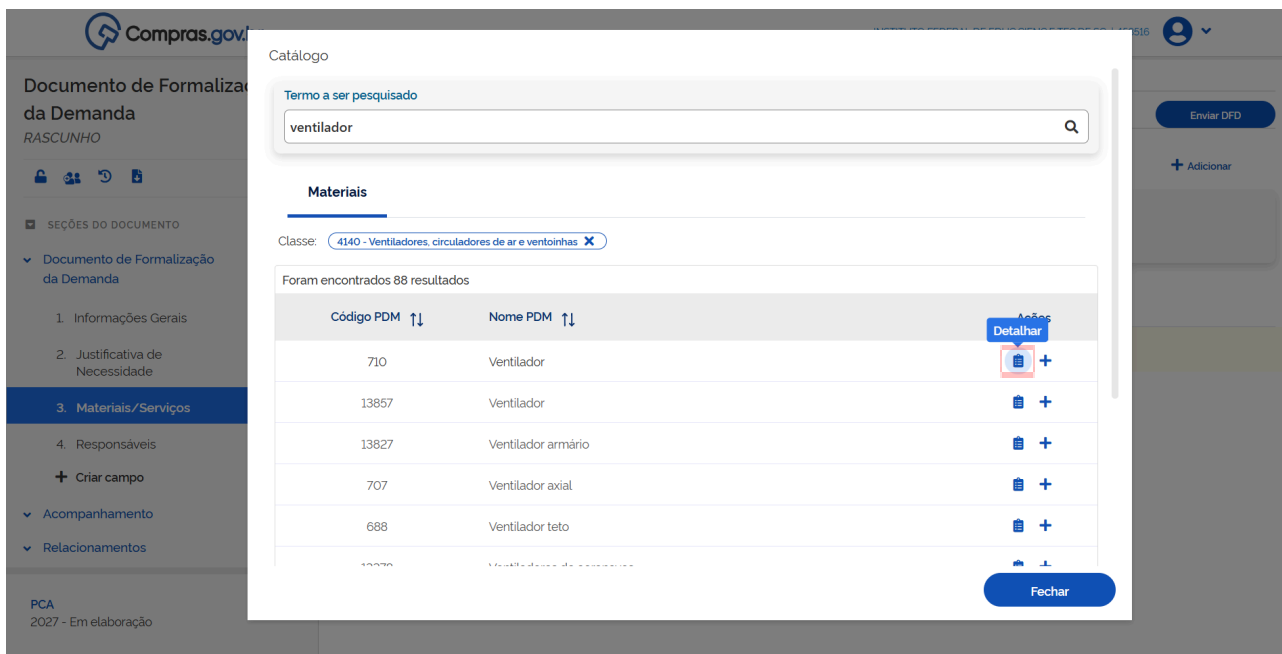 Compras.gov.
516
Documento de Formaliza
da Demanda
RASCUNHO
SEÇÕES DO DOCUMENTO
Documento de Formalização
da Demanda
1. Informações Gerais
2. Justificativa de
Necessidade
3. Materiais/Serviços
4. Responsáveis
Criar campo
Acompanhamento
Relacionamentos
PCA
2027 - Em elaboração
Enviar DFD
Adicionar
Catálogo
Termo a ser pesquisado
ventilador
Materiais
Classe: 4140 - Ventiladores, circuladores de ar e ventoinhas
Foram encontrados 88 resultados
Código PDM Nome PDM Ações
Detalhar
710 Ventilador
13857 Ventilador
13827 Ventilador armário
707 Ventilador axial
688 Ventilador teto
Fechar